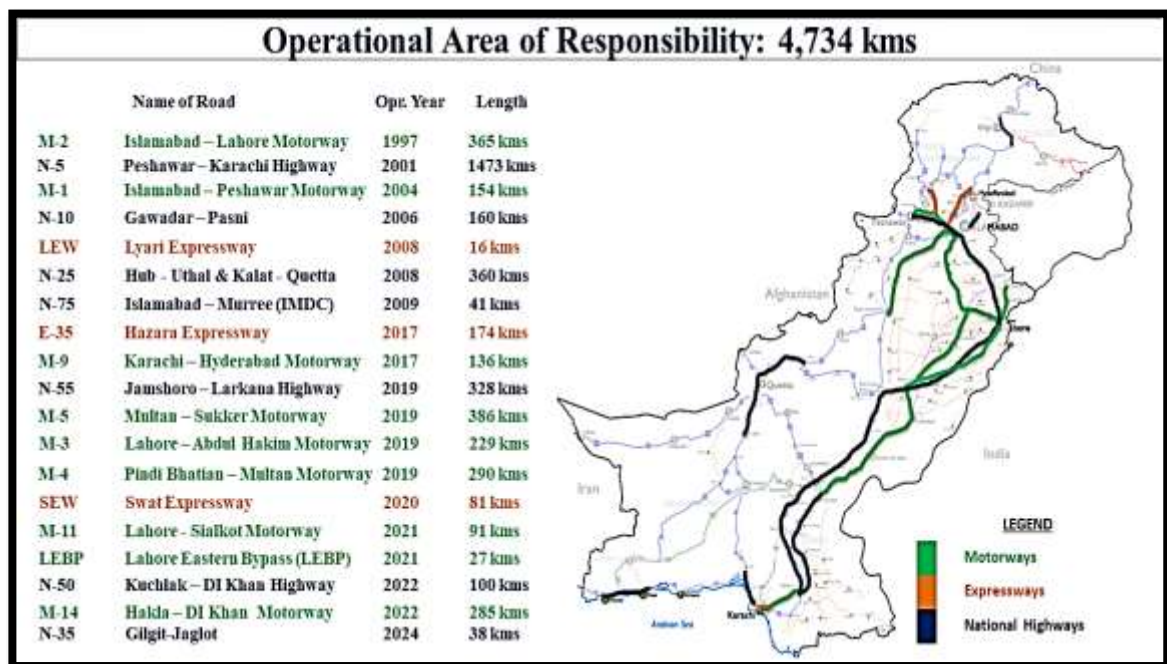 Operational Area of Responsibility: 4,734 kms
Name of Road Opr. Year Length
M-2 Islamabad – Lahore Motorway 1997 365 kms
N-5 Peshawar – Karachi Highway 2001 1473 kms
M-1 Islamabad – Peshawar Motorway 2004 154 kms
N-10 Gawadar – Pasni 2006 160 kms
LEW Lyari Expressway 2008 16 kms
N-25 Hub - Uthal & Kalat - Quetta 2008 360 kms
N-75 Islamabad – Murree (IMDC) 2009 41 kms
E-35 Hazara Expressway 2017 174 kms
M-9 Karachi – Hyderabad Motorway 2017 136 kms
N-55 Jamshoro – Larkana Highway 2019 328 kms
M-5 Multan – Sukker Motorway 2019 386 kms
M-3 Lahore – Abdul Hakim Motorway 2019 229 kms
M-4 Pindi Bhatian – Multan Motorway 2019 290 kms
SEW Swat Expressway 2020 81 kms
M-11 Lahore - Sialkot Motorway 2021 91 kms
LEBP Lahore Eastern Bypass (LEBP) 2021 27 kms
N-50 Kuchlak – DI Khan Highway 2022 100 kms
M-14 Hakla – DI Khan Motorway 2022 285 kms
N-35 Gilgit-Jaglot 2024 38 kms
China
Afghanistan
Quetta
India
Iran
Karachi
Arabian Sea
LEGEND
Motorways
Expressways
National Highways